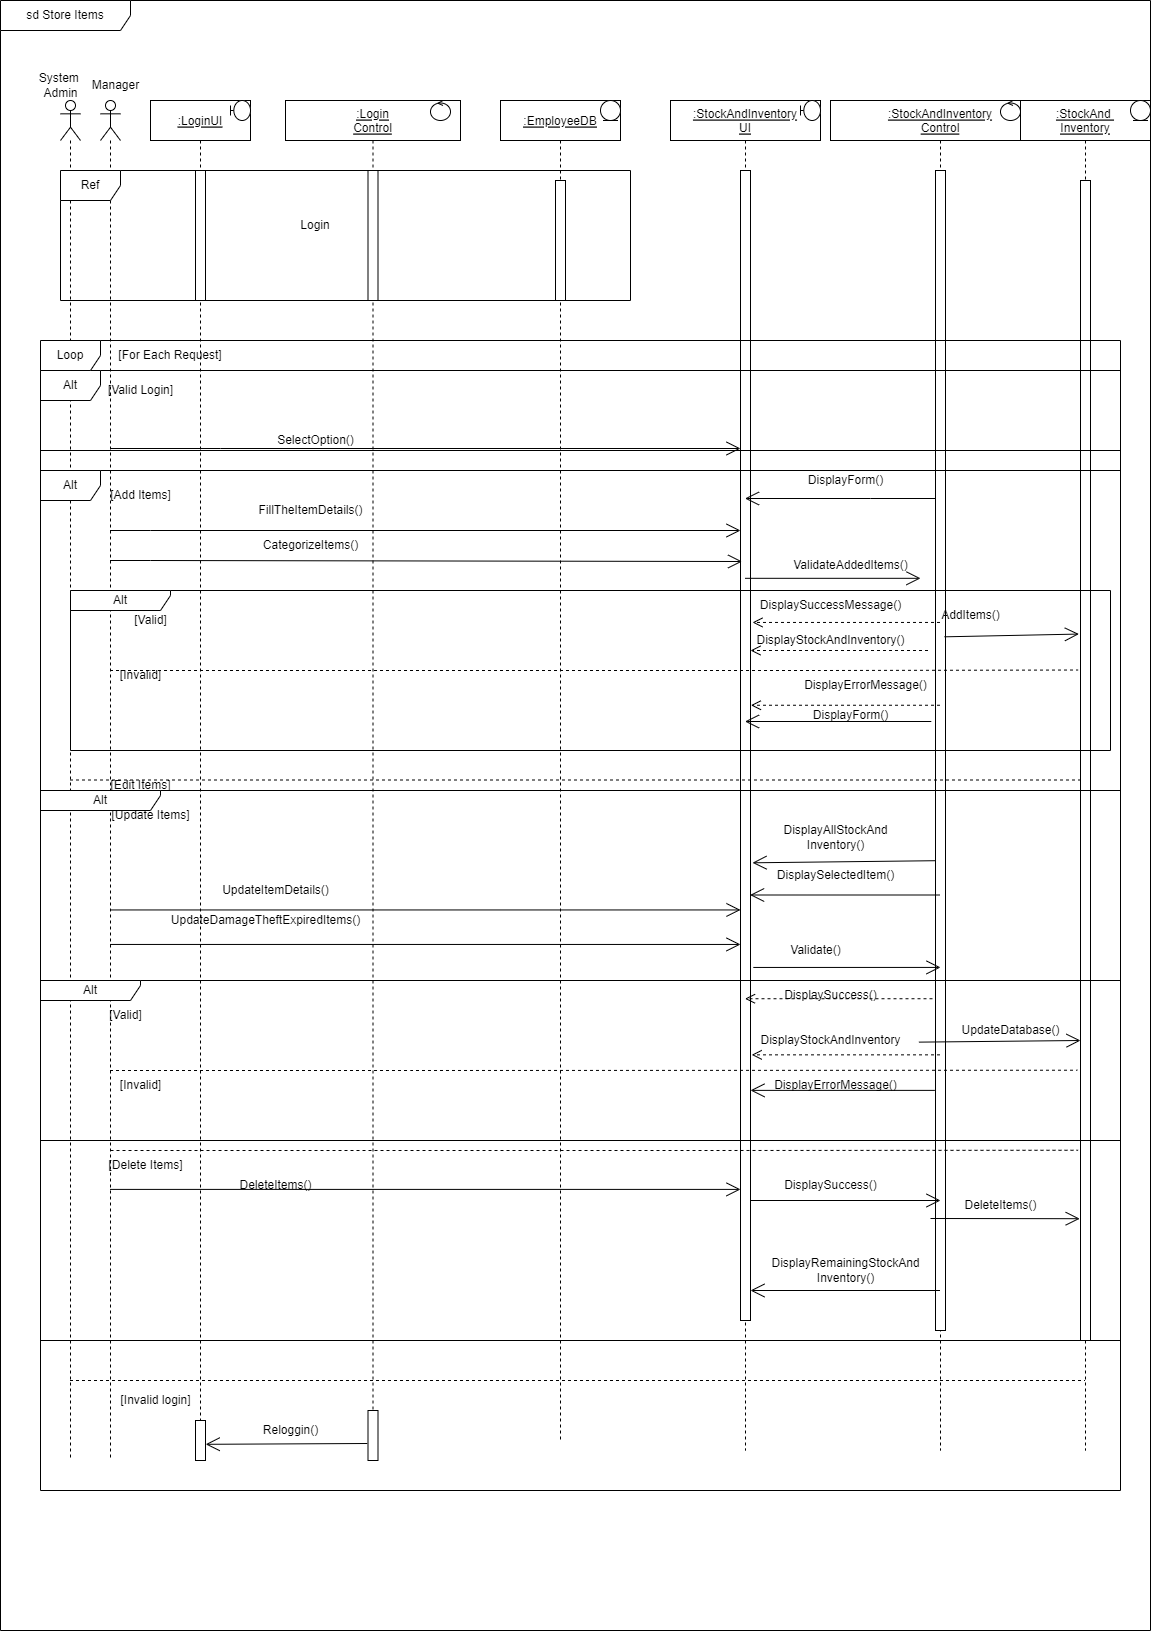 sd Store Items
System
Admin
Manager
:LoginUI
:Login
Control
:EmployeeDB
:StockAndInventory
UI
:StockAndInventory
Control
:StockAnd
Inventory
Ref
Login
Loop
[For Each Request]
Alt
[Valid Login]
SelectOption()
Alt
[Add Items]
DisplayForm()
FillTheItemDetails()
CategorizeItems()
ValidateAddedItems()
Alt
[Valid]
DisplaySuccessMessage()
AddItems()
DisplayStockAndInventory()
[Invalid]
DisplayErrorMessage()
DisplayForm()
[Edit Items]
Alt
[Update Items]
DisplayAllStockAnd
Inventory()
DisplaySelectedItem()
UpdateItemDetails()
UpdateDamageTheftExpiredItems()
Validate()
Alt
[Valid]
DisplaySuccess()
UpdateDatabase()
DisplayStockAndInventory
[Invalid]
DisplayErrorMessage()
[Delete Items]
DeleteItems()
DisplaySuccess()
DeleteItems()
DisplayRemainingStockAnd
Inventory()
[Invalid login]
Reloggin()